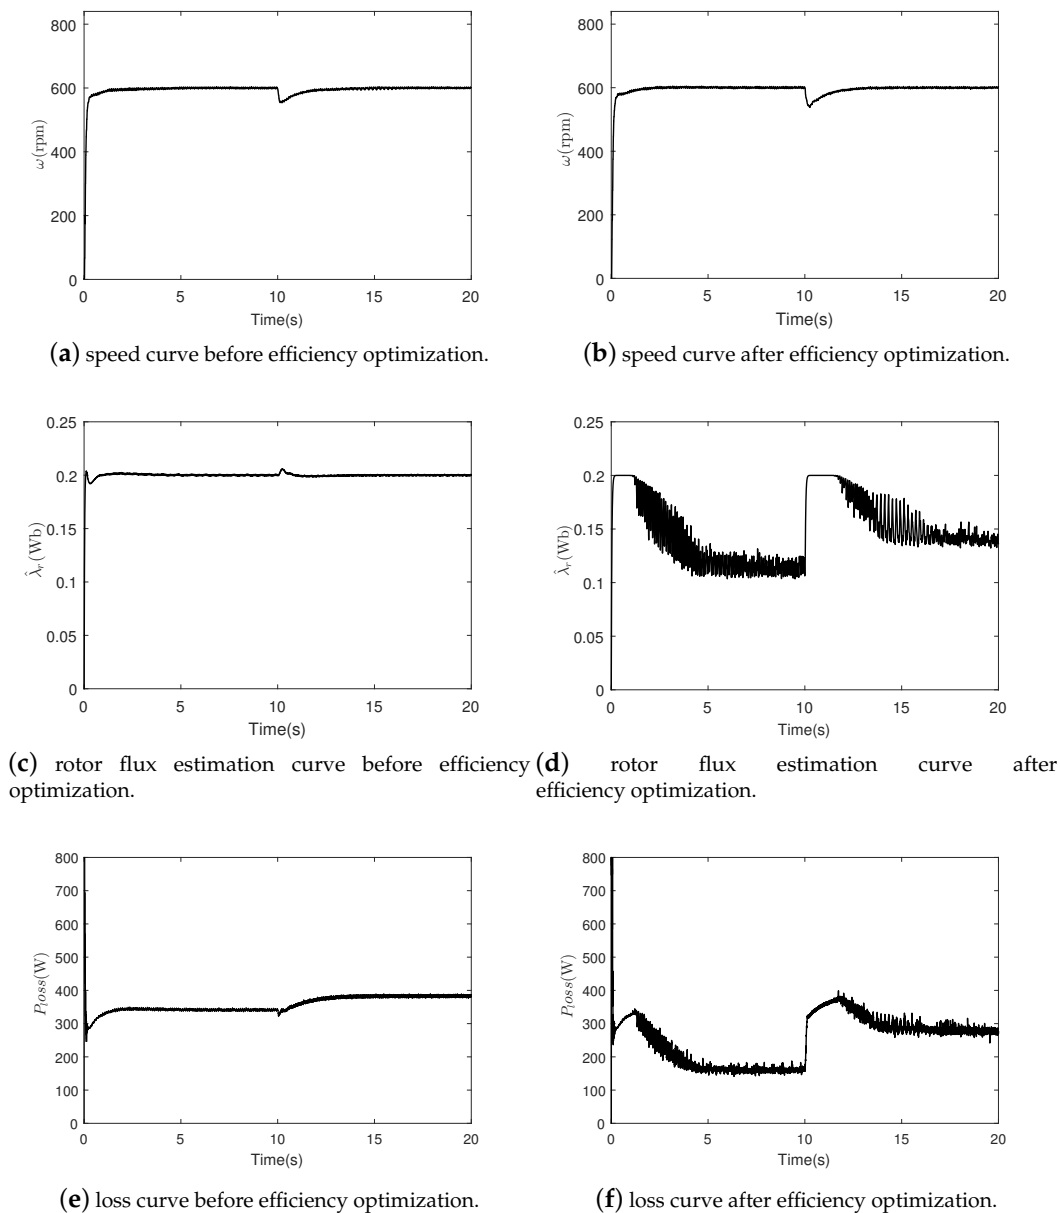 800
600
400
200
0
ω(rpm)
0 5 10 15 20
Time(s)
(a) speed curve before efficiency optimization.
800
600
400
200
0
ω(rpm)
0 5 10 15 20
Time(s)
(b) speed curve after efficiency optimization.
0.25
0.2
0.15
0.1
0.05
0
λ̂r(Wb)
0 5 10 15 20
Time(s)
(c) rotor flux estimation curve before efficiency
optimization.
0.25
0.2
0.15
0.1
0.05
0
λ̂r(Wb)
0 5 10 15 20
Time(s)
(d) rotor flux estimation curve after
efficiency optimization.
800
700
600
500
400
300
200
100
0
Ploss(W)
0 5 10 15 20
Time(s)
(e) loss curve before efficiency optimization.
800
700
600
500
400
300
200
100
0
Ploss(W)
0 5 10 15 20
Time(s)
(f) loss curve after efficiency optimization.